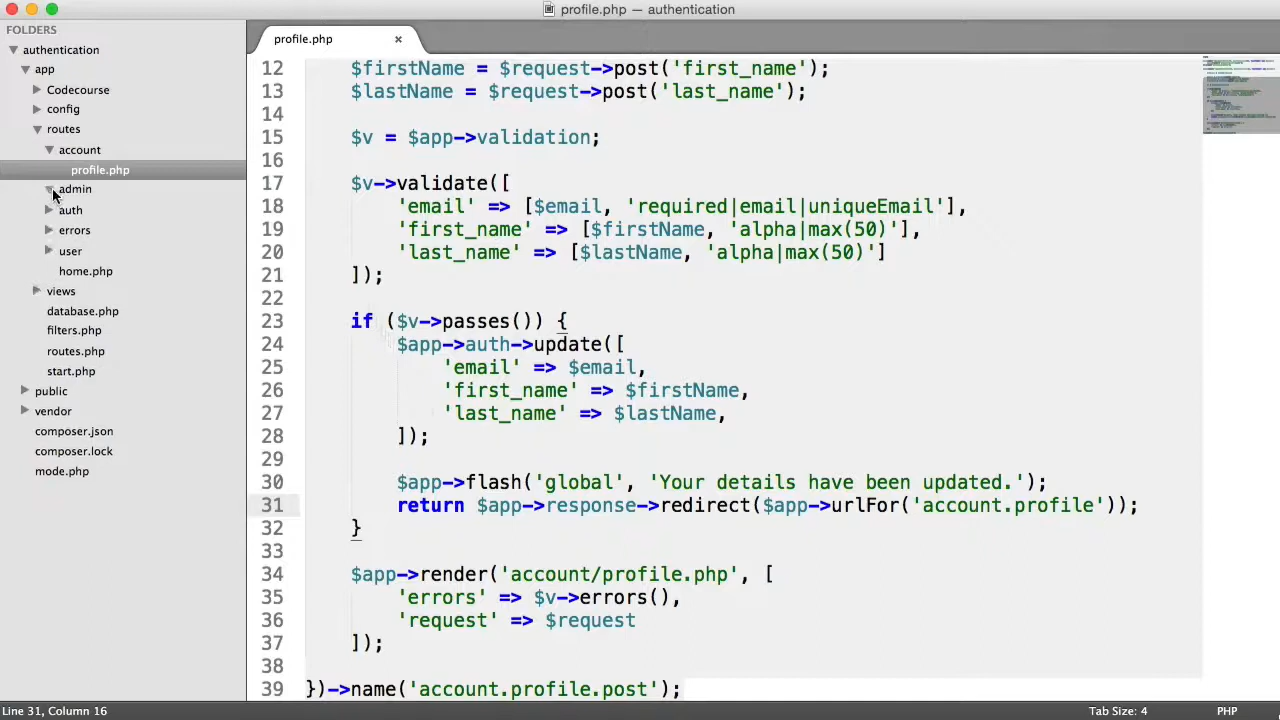 profile.php — authentication
FOLDERS
authentication
app
Codecourse
config
routes
account
profile.php
admin
auth
errors
user
home.php
views
database.php
filters.php
routes.php
start.php
public
vendor
composer.json
composer.lock
mode.php
profile.php ×
12 $firstName = $request->post('first_name');
13 $lastName = $request->post('last_name');
14
15 $v = $app->validation;
16
17 $v->validate([
18 'email' => [$email, 'required|email|uniqueEmail'],
19 'first_name' => [$firstName, 'alpha|max(50)'],
20 'last_name' => [$lastName, 'alpha|max(50)']
21 ]);
22
23 if ($v->passes()) {
24 $app->auth->update([
25 'email' => $email,
26 'first_name' => $firstName,
27 'last_name' => $lastName,
28 ]);
29
30 $app->flash('global', 'Your details have been updated.');
31 return $app->response->redirect($app->urlFor('account.profile'));
32 }
33
34 $app->render('account/profile.php', [
35 'errors' => $v->errors(),
36 'request' => $request
37 ]);
38
39 })->name('account.profile.post');
Line 31, Column 16
Tab Size: 4
PHP